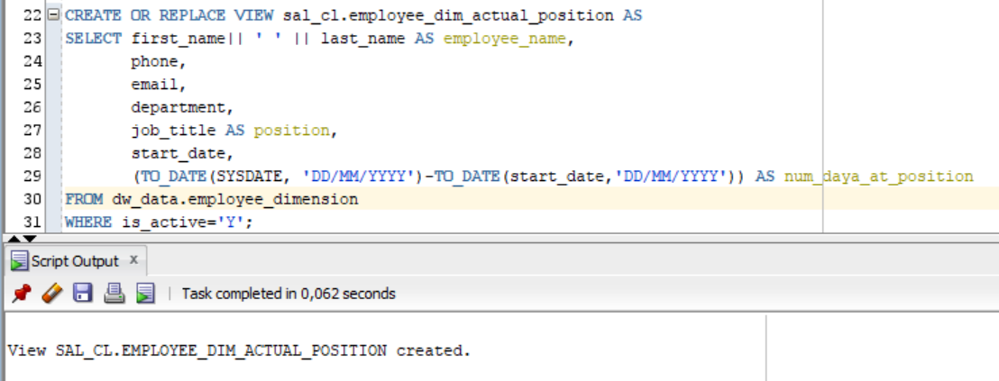 22 CREATE OR REPLACE VIEW sal_cl.employee_dim_actual_position AS
23 SELECT first_name|| ' ' || last_name AS employee_name,
24 phone,
25 email,
26 department,
27 job_title AS position,
28 start_date,
29 (TO_DATE(SYSDATE, 'DD/MM/YYYY')-TO_DATE(start_date,'DD/MM/YYYY')) AS num_daya_at_position
30 FROM dw_data.employee_dimension
31 WHERE is_active='Y';
Script Output x
Task completed in 0,062 seconds
View SAL_CL.EMPLOYEE_DIM_ACTUAL_POSITION created.